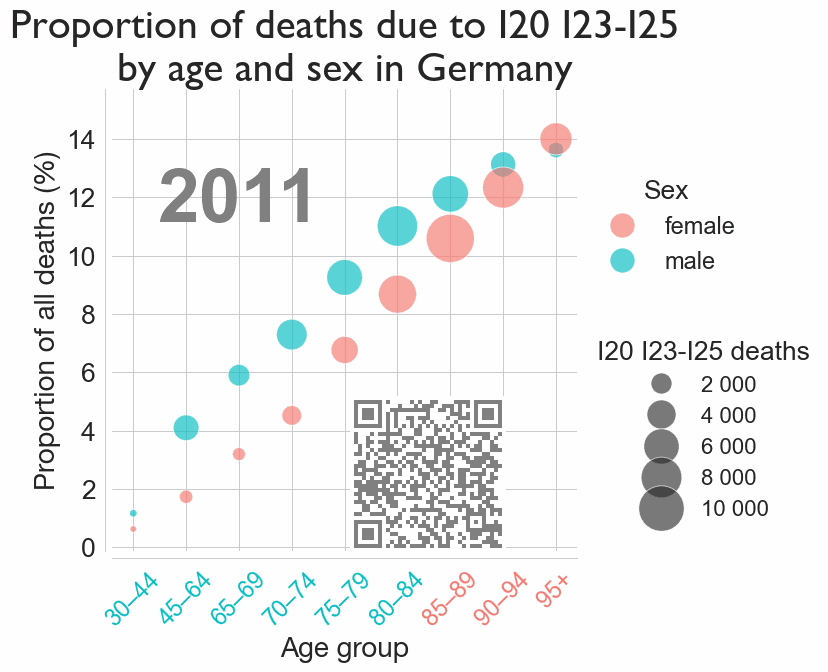 Proportion of deaths due to I20 I23-I25
by age and sex in Germany
2011
Proportion of all deaths (%)
14
12
10
8
6
4
2
0
30–44
45–64
65–69
70–74
75–79
80–84
85–89
90–94
95+
Age group
Sex
female
male
I20 I23-I25 deaths
2 000
4 000
6 000
8 000
10 000